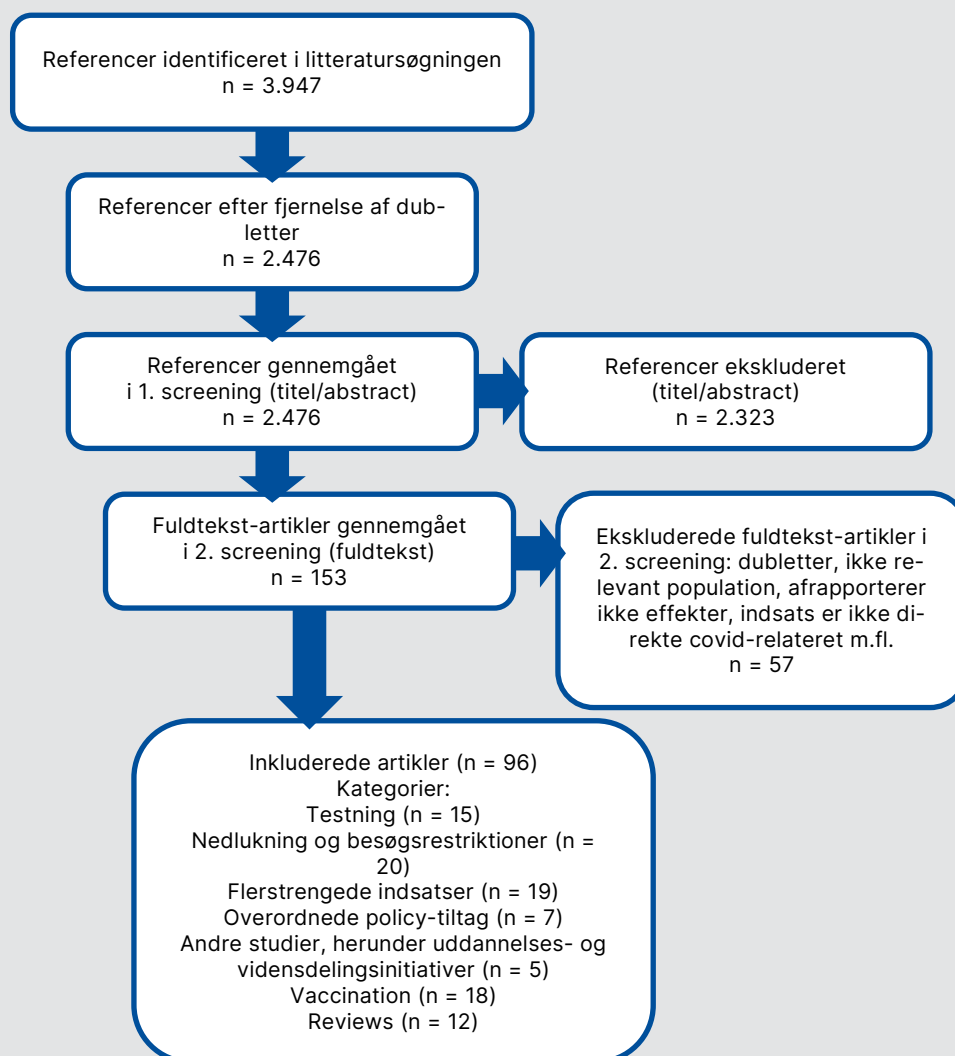 Referencer identificeret i litteratursøgningen
n = 3.947
Referencer efter fjernelse af dub-
letter
n = 2.476
Referencer gennemgået
i 1. screening (titel/abstract)
n = 2.476
Referencer ekskluderet
(titel/abstract)
n = 2.323
Fuldtekst-artikler gennemgået
i 2. screening (fuldtekst)
n = 153
Ekskluderede fuldtekst-artikler i
2. screening: dubletter, ikke re-
levant population, afrapporterer
ikke effekter, indsats er ikke di-
rekte covid-relateret m.fl.
n = 57
Inkluderede artikler (n = 96)
Kategorier:
Testning (n = 15)
Nedlukning og besøgsrestriktioner (n =
20)
Flerstrengede indsatser (n = 19)
Overordnede policy-tiltag (n = 7)
Andre studier, herunder uddannelses- og
vidensdelingsinitiativer (n = 5)
Vaccination (n = 18)
Reviews (n = 12)